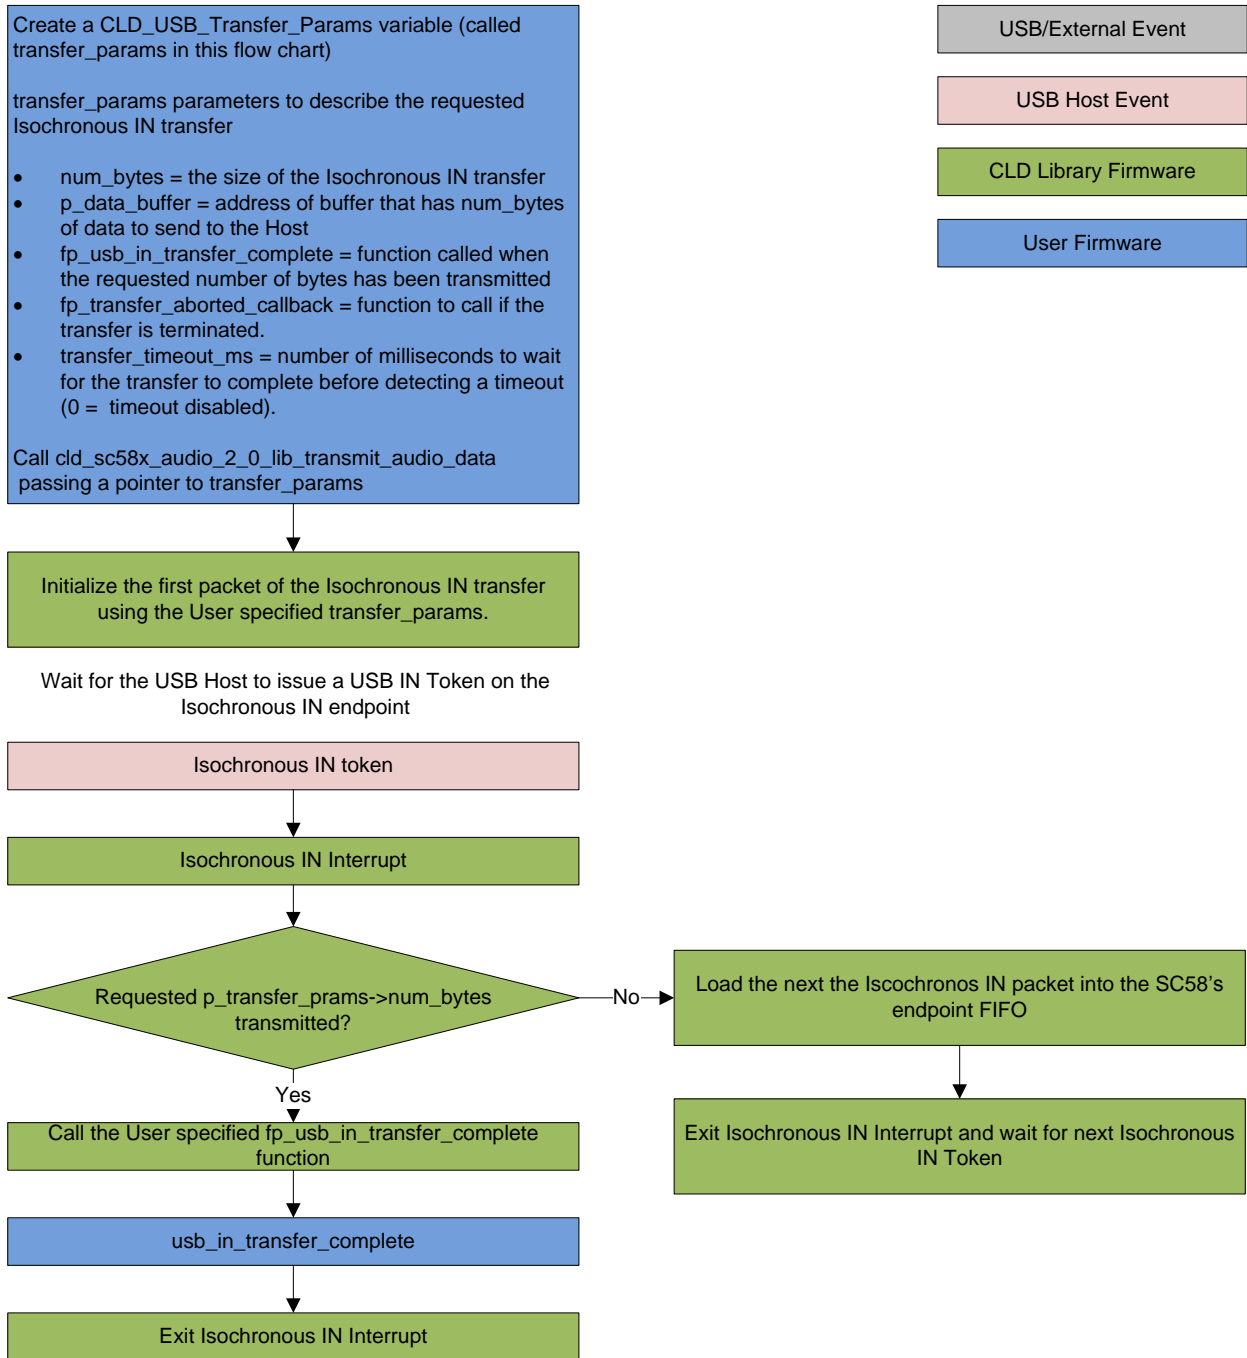 Create a CLD_USB_Transfer_Params variable (called
transfer_params in this flow chart)
transfer_params parameters to describe the requested
Isochronous IN transfer
• num_bytes = the size of the Isochronous IN transfer
• p_data_buffer = address of buffer that has num_bytes
of data to send to the Host
• fp_usb_in_transfer_complete = function called when
the requested number of bytes has been transmitted
• fp_transfer_aborted_callback = function to call if the
transfer is terminated.
• transfer_timeout_ms = number of milliseconds to wait
for the transfer to complete before detecting a timeout
(0 =  timeout disabled).
Call cld_sc58x_audio_2_0_lib_transmit_audio_data
passing a pointer to transfer_params
USB/External Event
USB Host Event
CLD Library Firmware
User Firmware
Initialize the first packet of the Isochronous IN transfer
using the User specified transfer_params.
Wait for the USB Host to issue a USB IN Token on the
Isochronous IN endpoint
Isochronous IN token
Isochronous IN Interrupt
Requested p_transfer_prams->num_bytes
transmitted?
No
Load the next the Iscochronos IN packet into the SC58’s
endpoint FIFO
Exit Isochronous IN Interrupt and wait for next Isochronous
IN Token
Yes
Call the User specified fp_usb_in_transfer_complete
function
usb_in_transfer_complete
Exit Isochronous IN Interrupt